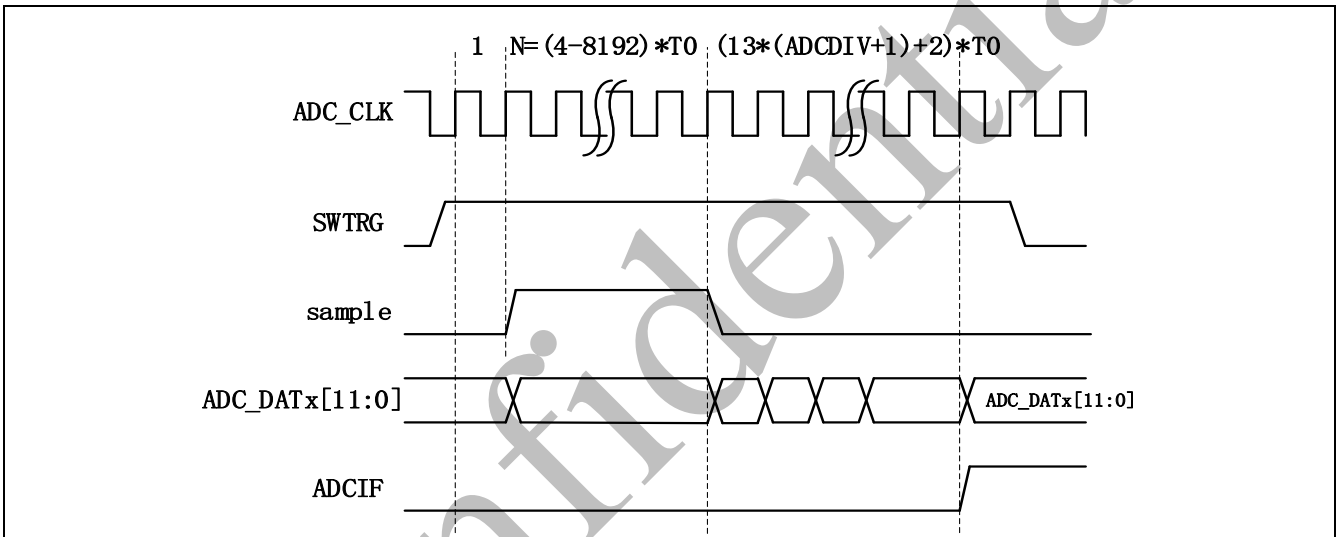 1 N=(4-8192)*T0 (13*(ADCDIV+1)+2)*T0
ADC_CLK
SWTRG
sample
ADC_DATx[11:0] ADC_DATx[11:0]
ADCIF